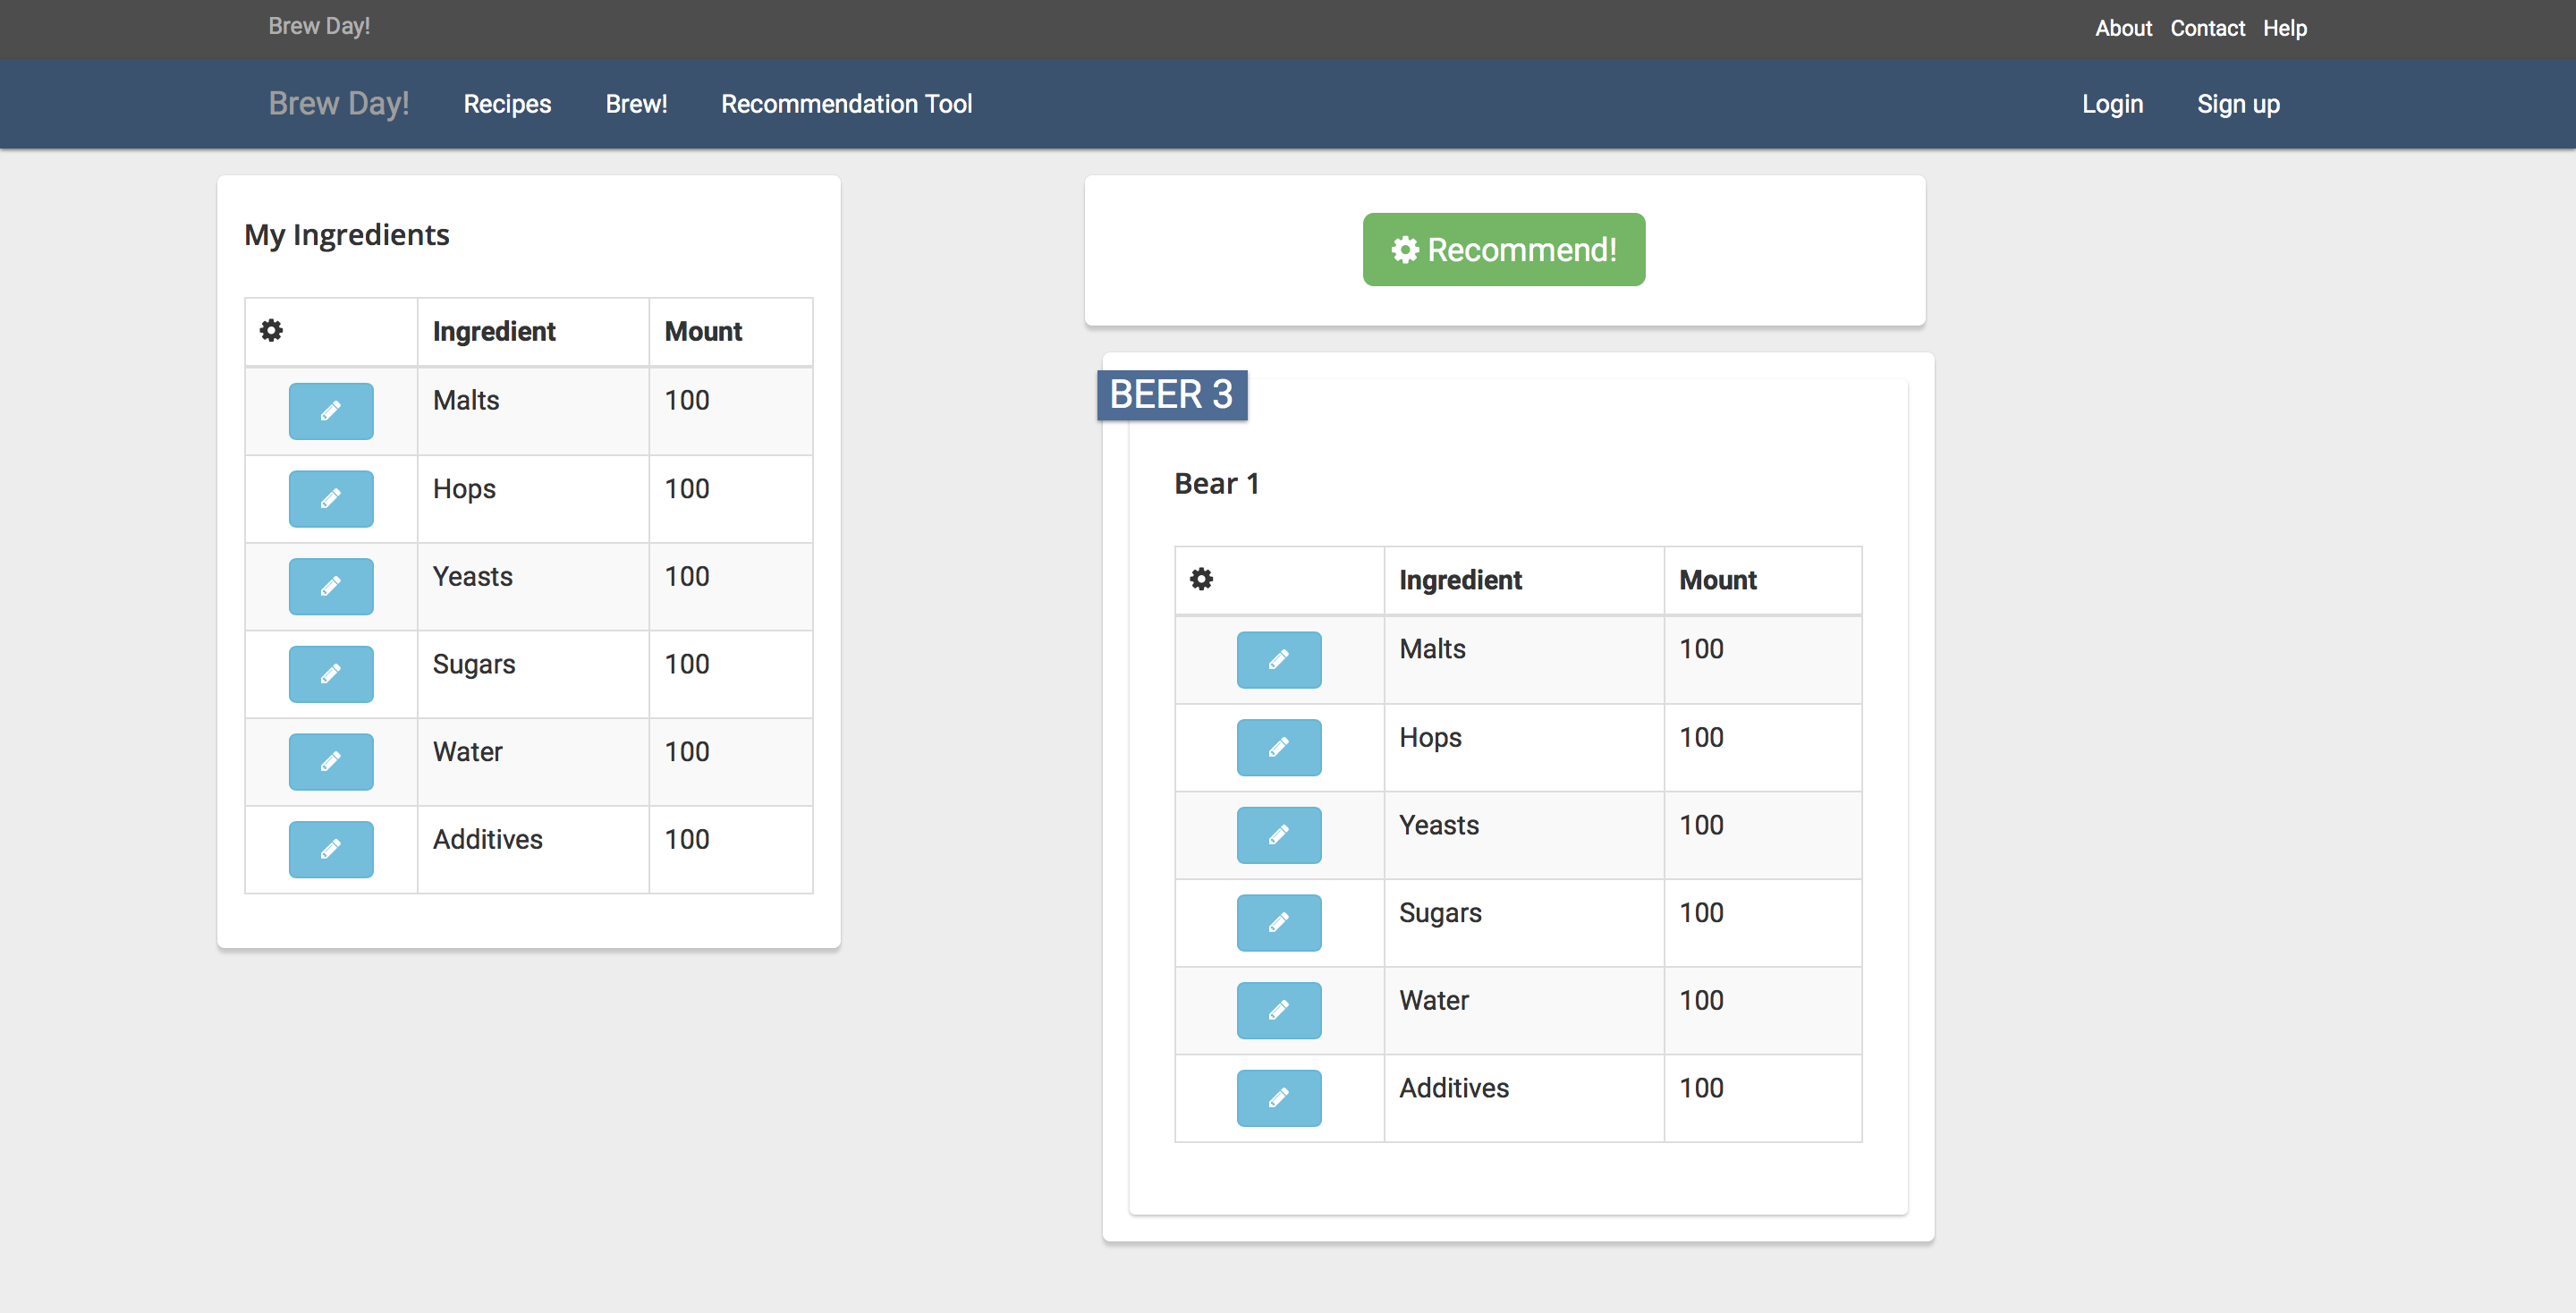 Brew Day!
About Contact Help
Brew Day! Recipes Brew! Recommendation Tool Login Sign up
My Ingredients
Ingredient Mount
Malts 100
Hops 100
Yeasts 100
Sugars 100
Water 100
Additives 100
Recommend!
BEER 3
Bear 1
Ingredient Mount
Malts 100
Hops 100
Yeasts 100
Sugars 100
Water 100
Additives 100